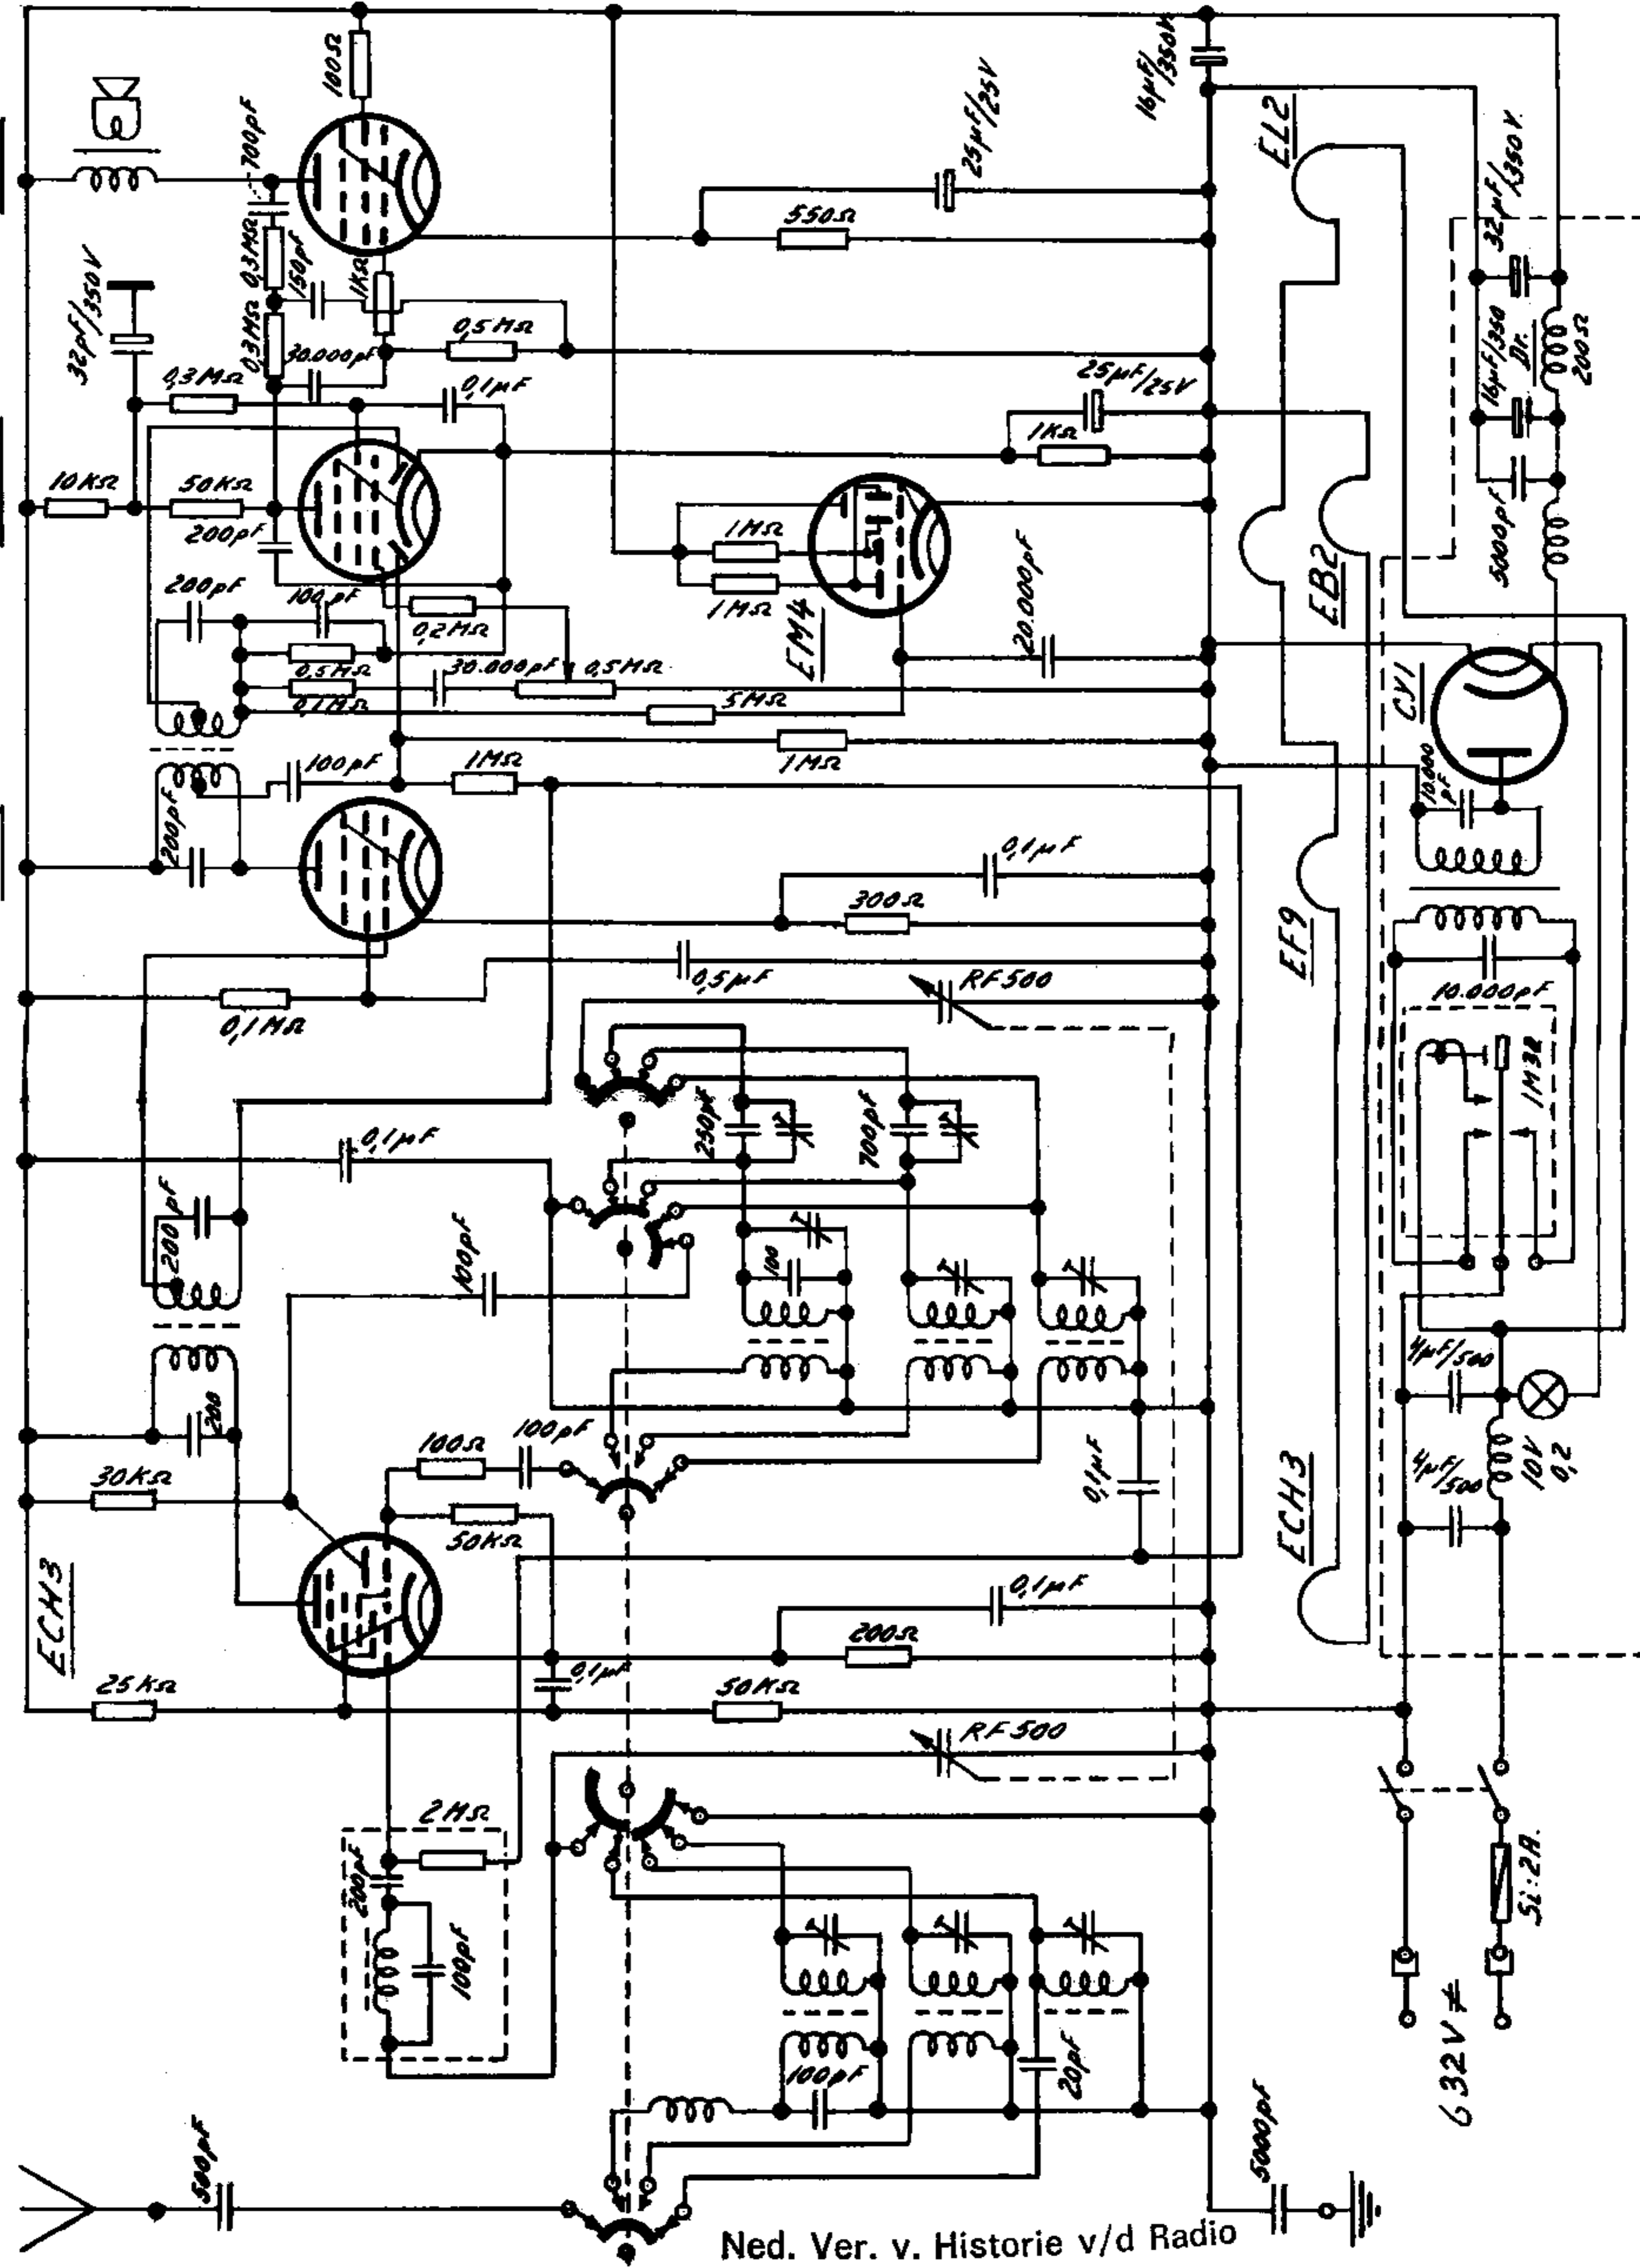 100Ω
16µF/350V
700pF
25µF/25V
EL2
550Ω
32µF/350V
0,3MΩ
150pF
1KΩ
32pF/350V
16µF/350
Dr.
200Ω
0,3MΩ
30.000pF
0,5MΩ
0,3MΩ
0,1µF
25µF/25V
1KΩ
10KΩ
50KΩ
200pF
1MΩ
5000pF
200pF
100pF
0,2MΩ
1MΩ
EM4
20.000pF
EB2
0,5MΩ
30.000pF
0,5MΩ
0,1MΩ
5MΩ
CY1
100pF
1MΩ
1MΩ
10.000
pF
200pF
0,1µF
300Ω
EF9
0,5µF
RF500
10.000pF
0,1MΩ
1M32
250pF
700pF
0,1µF
200pF
100pF
100
4µF/500
200
100Ω
100pF
10V
0,2
30KΩ
0,1µF
4µF/500
50KΩ
ECH3
ECH3
0,1µF
200Ω
0,1µF
25KΩ
50KΩ
RF500
2MΩ
200pF
Si:2A.
100pF
20pF
100pF
632V≠
500pF
5000pF
Ned. Ver. v. Historie v/d Radio